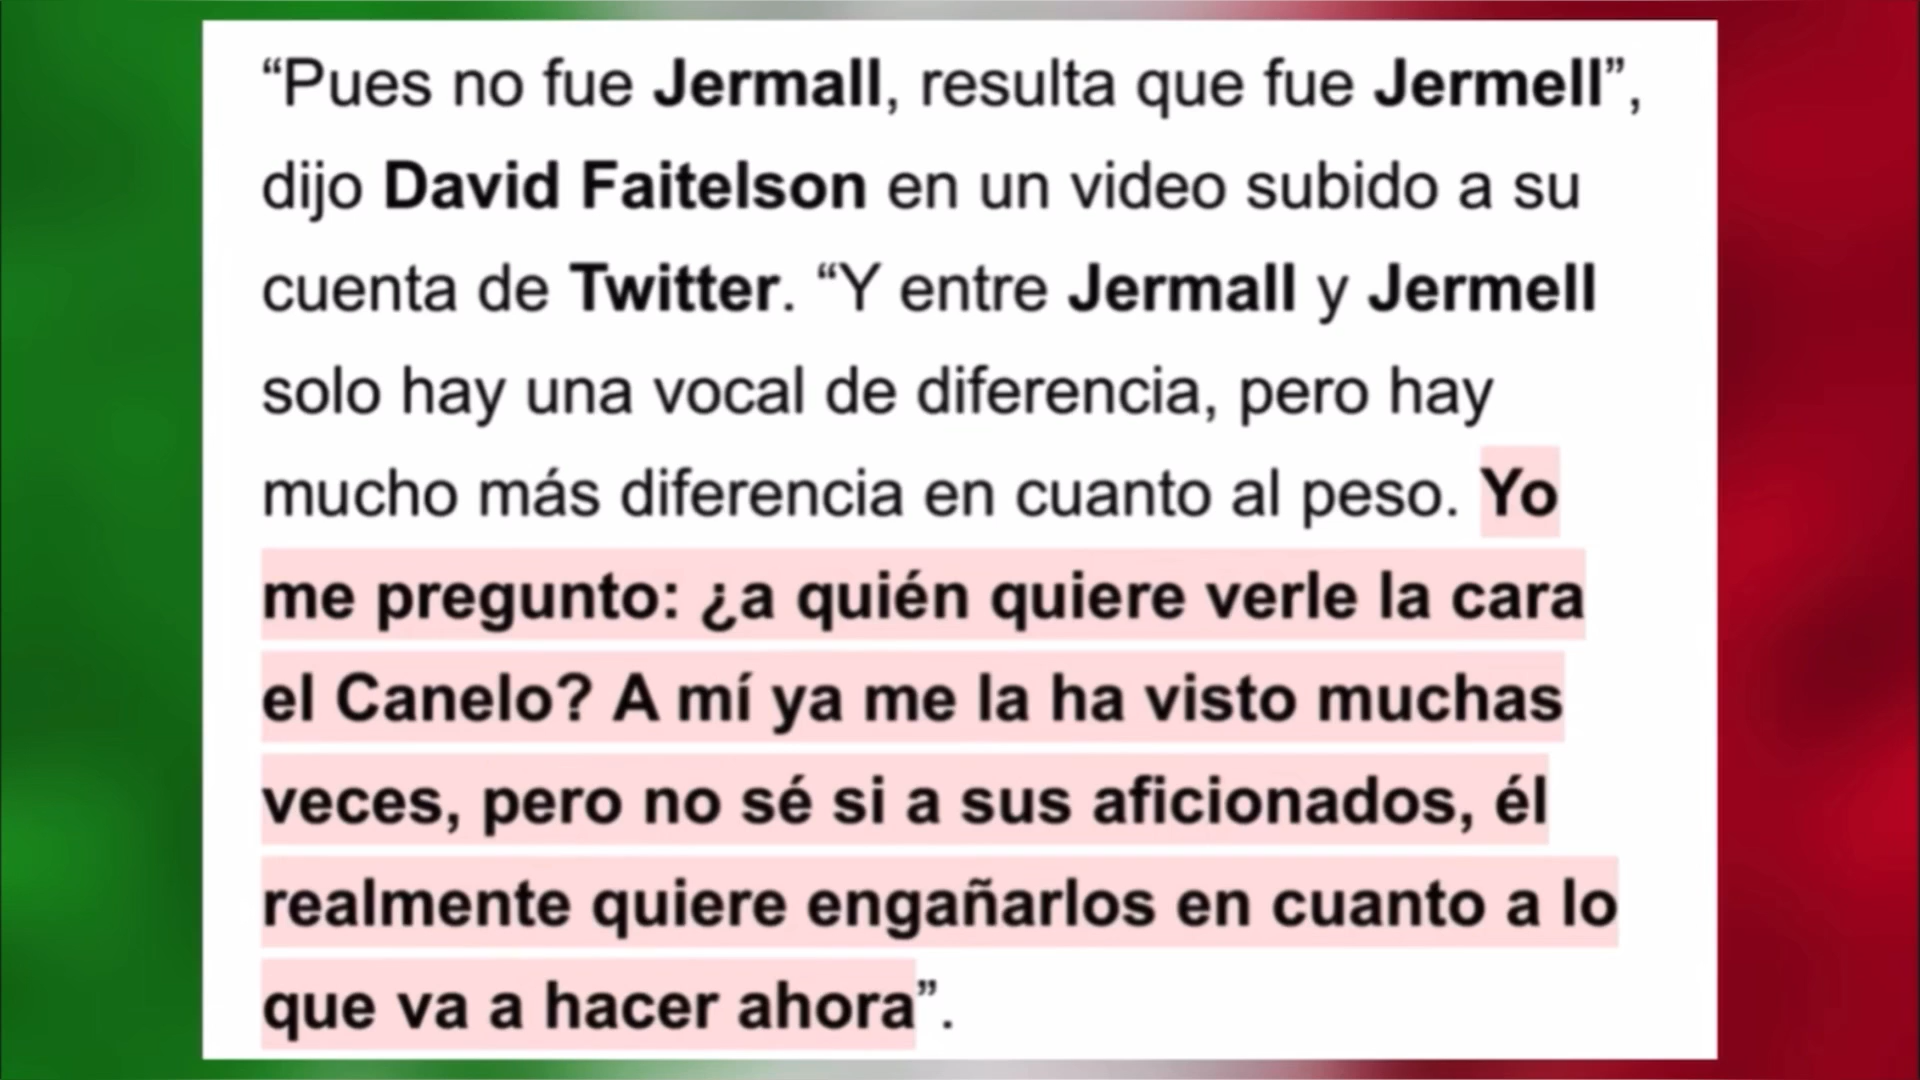 “Pues no fue Jermall, resulta que fue Jermell”,
dijo David Faitelson en un video subido a su
cuenta de Twitter. “Y entre Jermall y Jermell
solo hay una vocal de diferencia, pero hay
mucho más diferencia en cuanto al peso. Yo
me pregunto: ¿a quién quiere verle la cara
el Canelo? A mí ya me la ha visto muchas
veces, pero no sé si a sus aficionados, él
realmente quiere engañarlos en cuanto a lo
que va a hacer ahora”.